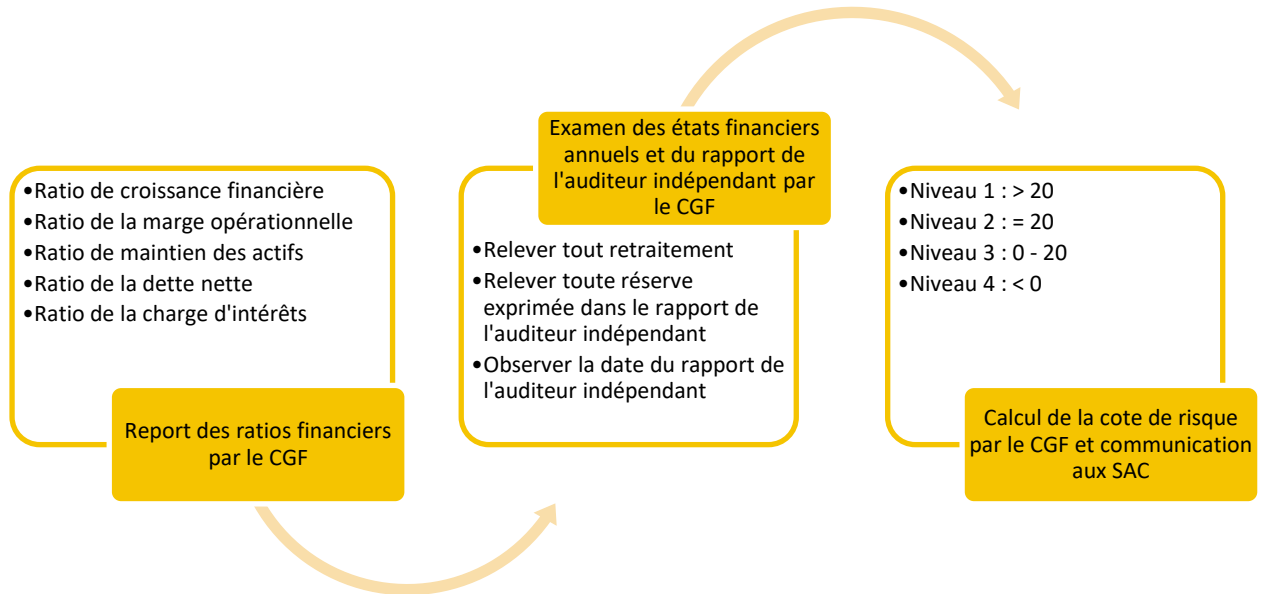 •Ratio de croissance financière
•Ratio de la marge opérationnelle
•Ratio de maintien des actifs
•Ratio de la dette nette
•Ratio de la charge d'intérêts
Report des ratios financiers
par le CGF
Examen des états financiers
annuels et du rapport de
l'auditeur indépendant par
le CGF
•Relever tout retraitement
•Relever toute réserve
exprimée dans le rapport de
l'auditeur indépendant
•Observer la date du rapport de
l'auditeur indépendant
•Niveau 1 : > 20
•Niveau 2 : = 20
•Niveau 3 : 0 - 20
•Niveau 4 : < 0
Calcul de la cote de risque
par le CGF et communication
aux SAC